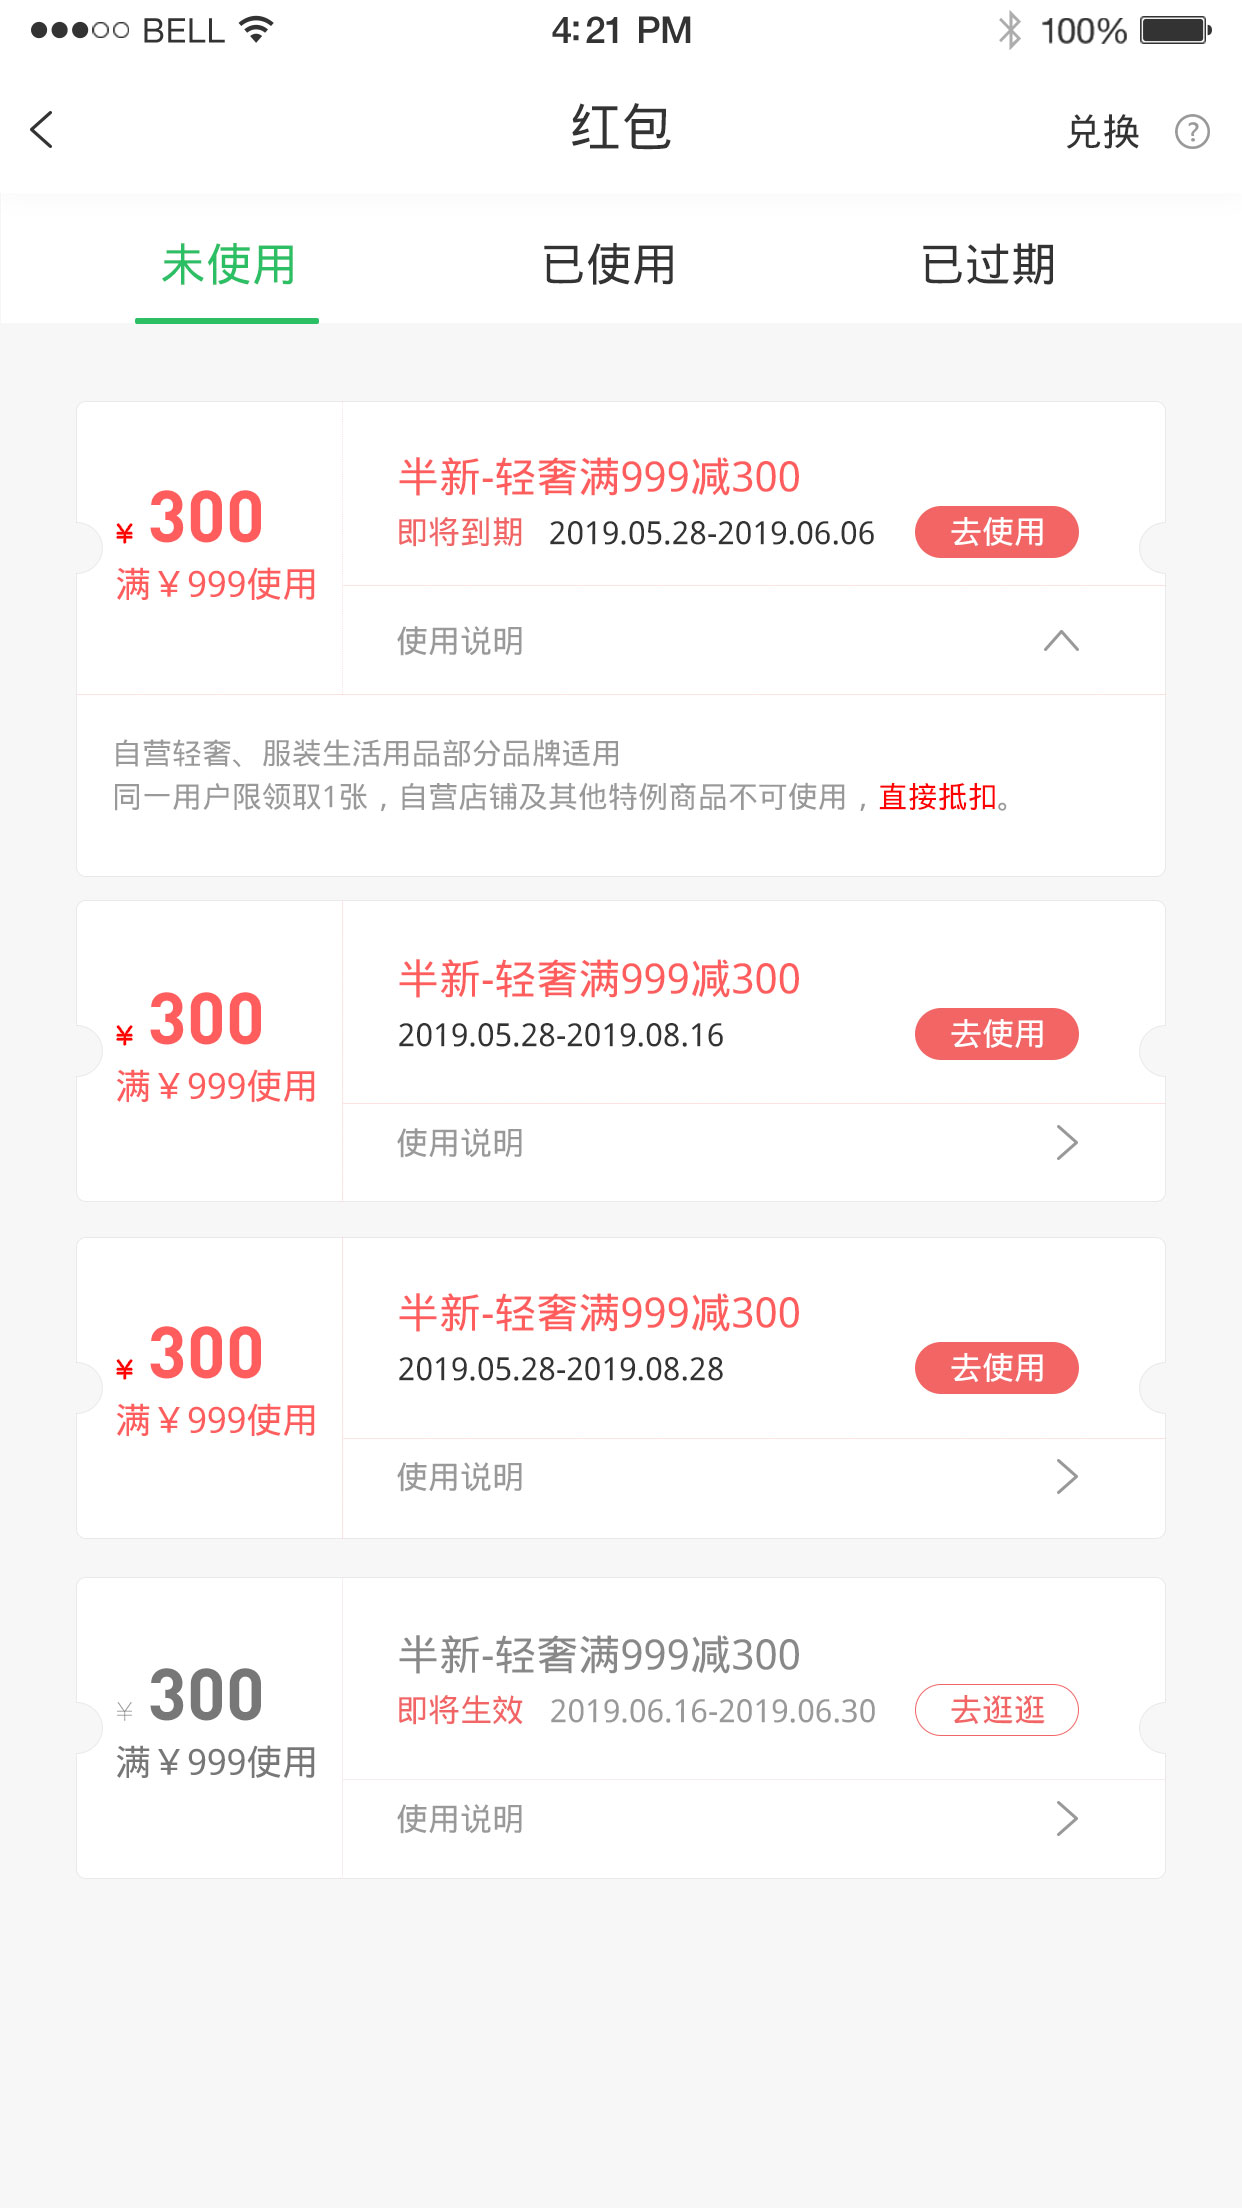 BELL 4:21 PM 100%
红包 兑换 ?
未使用 已使用 已过期
半新-轻奢满999减300
¥ 300
即将到期 2019.05.28-2019.06.06 去使用
满￥999使用
使用说明
自营轻奢、服装生活用品部分品牌适用
同一用户限领取1张，自营店铺及其他特例商品不可使用，直接抵扣。
半新-轻奢满999减300
¥ 300
2019.05.28-2019.08.16 去使用
满￥999使用
使用说明
半新-轻奢满999减300
¥ 300
2019.05.28-2019.08.28 去使用
满￥999使用
使用说明
半新-轻奢满999减300
¥ 300
即将生效 2019.06.16-2019.06.30 去逛逛
满￥999使用
使用说明